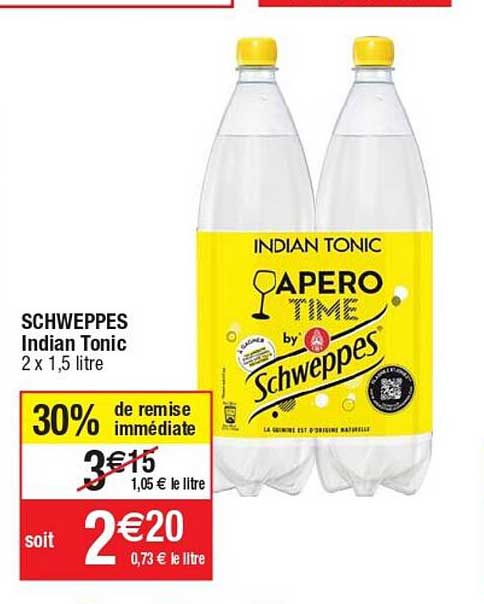 INDIAN TONIC
APERO
TIME
by
Schweppes
À GAGNER
LA QUININE EST D'ORIGINE NATURELLE
SCHWEPPES
Indian Tonic
2 x 1,5 litre
30% de remise
immédiate
3€15
1,05 € le litre
soit
2€20
0,73 € le litre